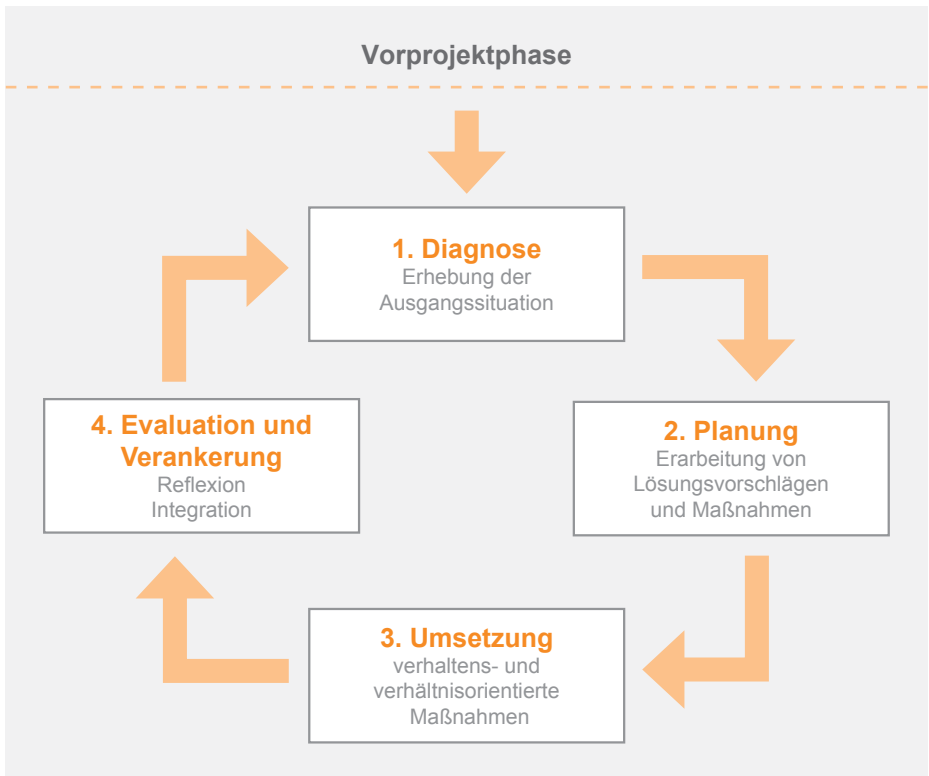 Vorprojektphase
1. Diagnose
Erhebung der
Ausgangssituation
2. Planung
Erarbeitung von
Lösungsvorschlägen
und Maßnahmen
3. Umsetzung
verhaltens- und
verhältnisorientierte
Maßnahmen
4. Evaluation und
Verankerung
Reflexion
Integration